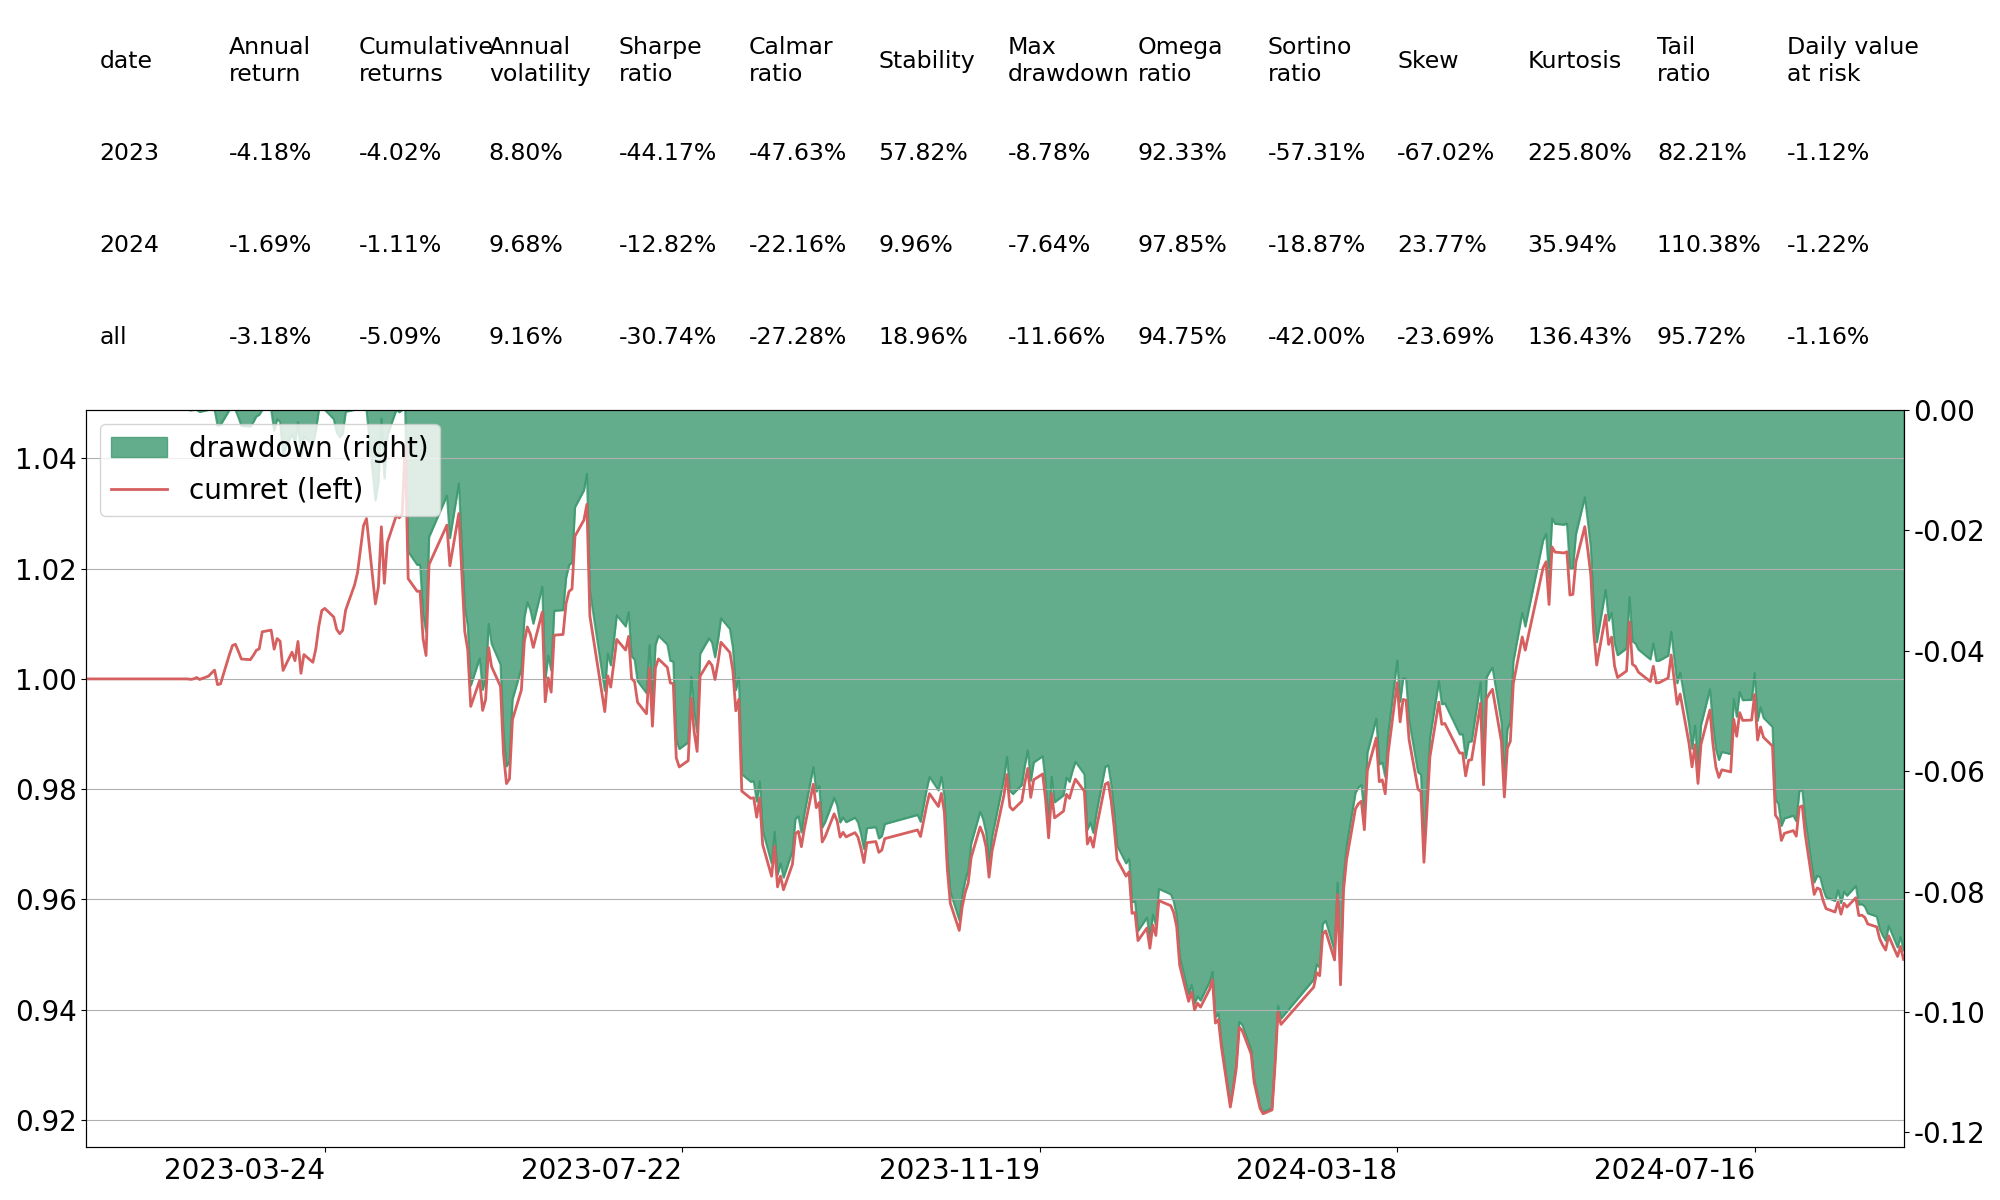 date Annual return Cumulative returns Annual volatility Sharpe ratio Calmar ratio Stability Max drawdown Omega ratio Sortino ratio Skew Kurtosis Tail ratio Daily value at risk
2023 -4.18% -4.02% 8.80% -44.17% -47.63% 57.82% -8.78% 92.33% -57.31% -67.02% 225.80% 82.21% -1.12%
2024 -1.69% -1.11% 9.68% -12.82% -22.16% 9.96% -7.64% 97.85% -18.87% 23.77% 35.94% 110.38% -1.22%
all -3.18% -5.09% 9.16% -30.74% -27.28% 18.96% -11.66% 94.75% -42.00% -23.69% 136.43% 95.72% -1.16%
drawdown (right)
cumret (left)
1.04
1.02
1.00
0.98
0.96
0.94
0.92
0.00
-0.02
-0.04
-0.06
-0.08
-0.10
-0.12
2023-03-24 2023-07-22 2023-11-19 2024-03-18 2024-07-16